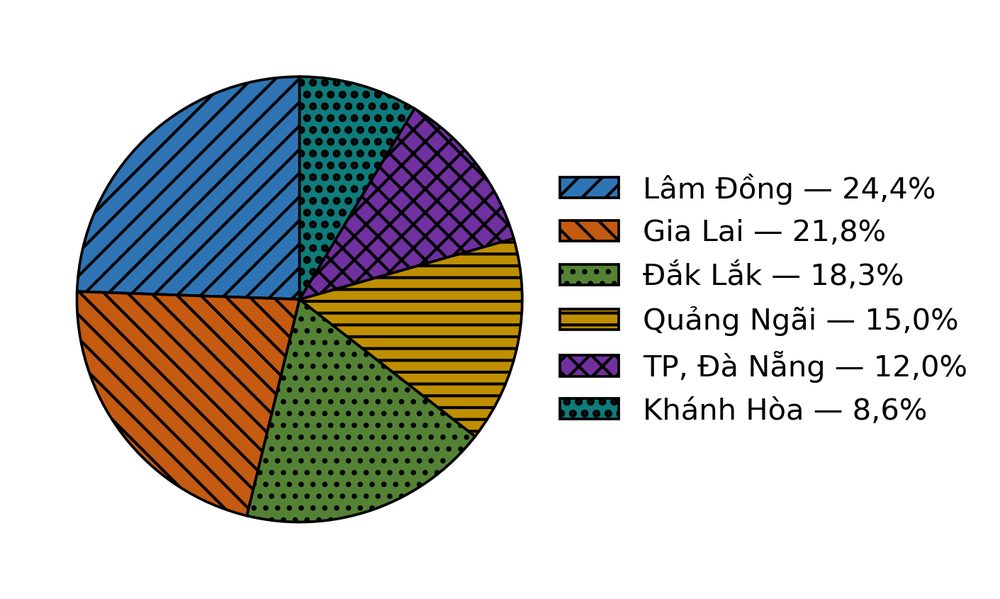 Lâm Đồng — 24,4%
Gia Lai — 21,8%
Đắk Lắk — 18,3%
Quảng Ngãi — 15,0%
TP, Đà Nẵng — 12,0%
Khánh Hòa — 8,6%